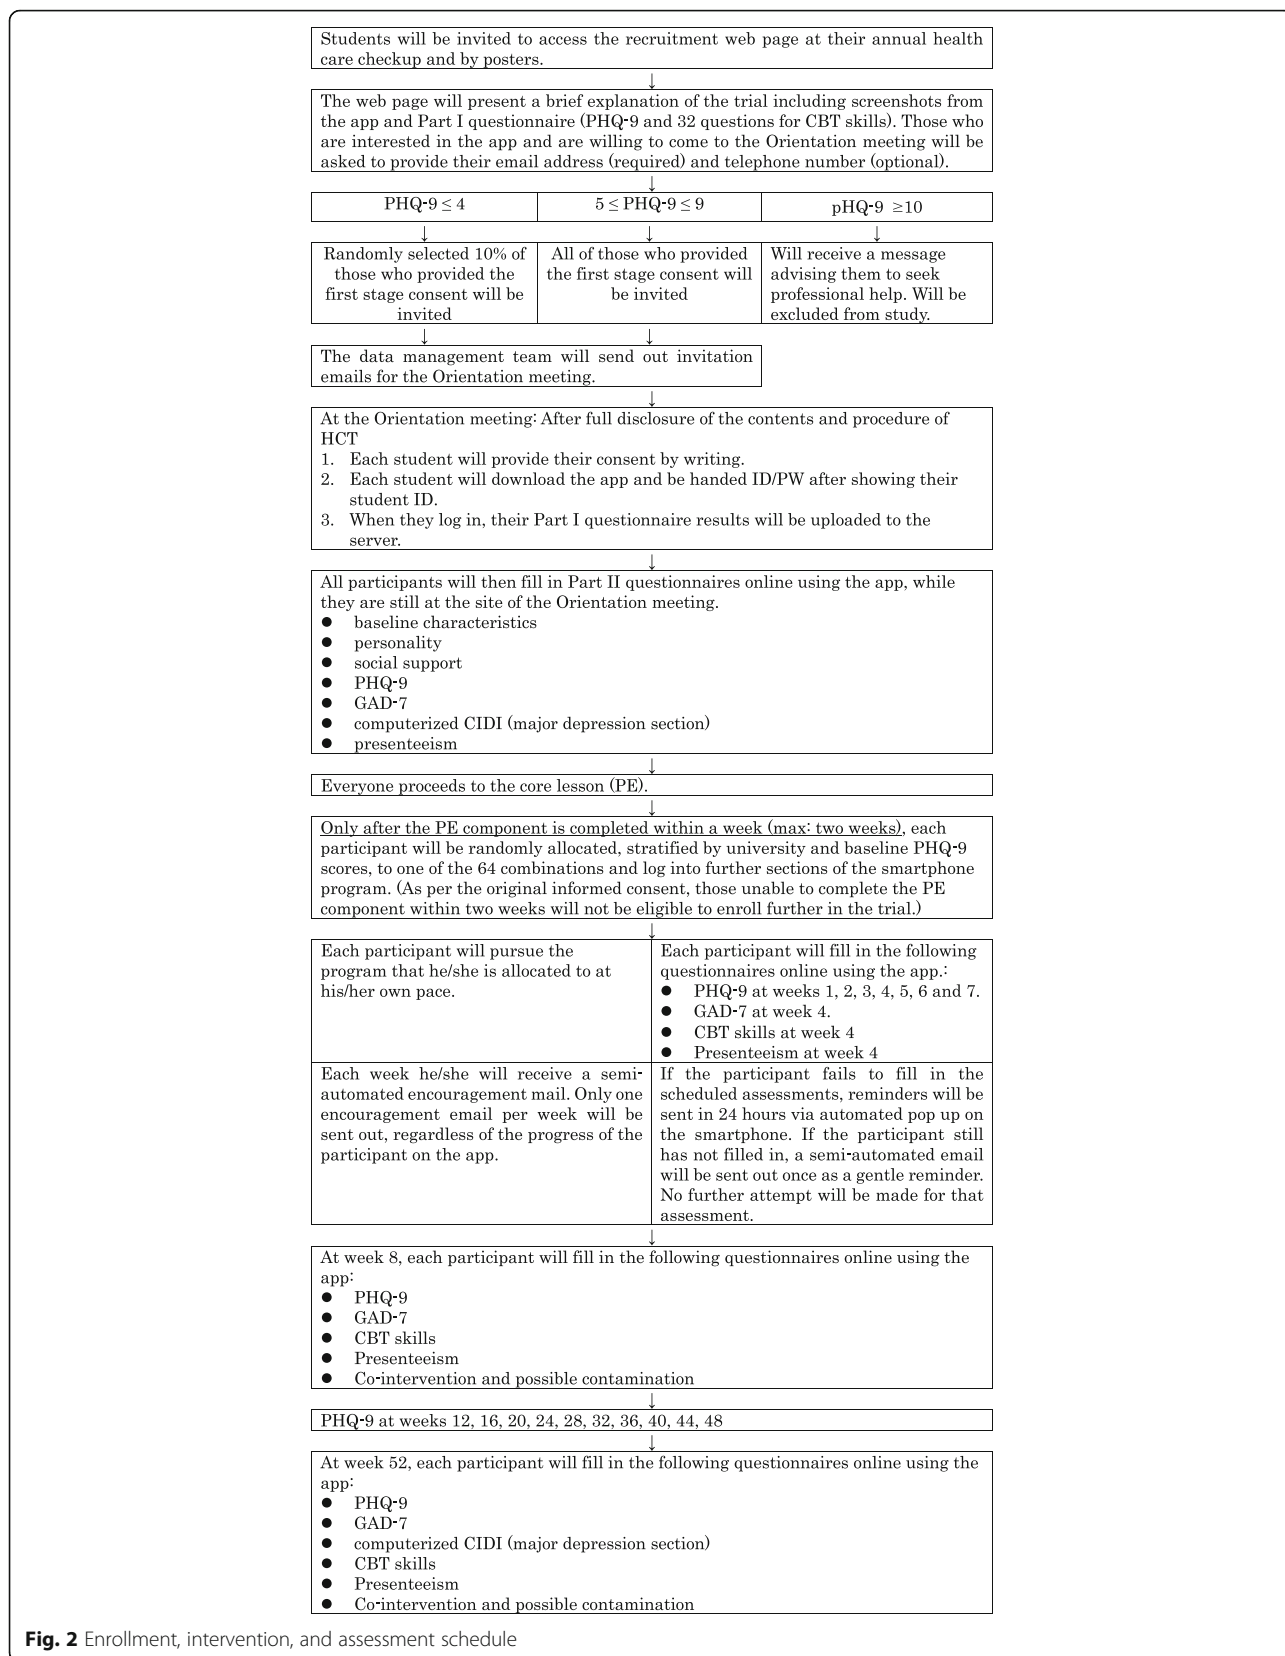 Students will be invited to access the recruitment web page at their annual health
care checkup and by posters.
↓
The web page will present a brief explanation of the trial including screenshots from
the app and Part I questionnaire (PHQ-9 and 32 questions for CBT skills). Those who
are interested in the app and are willing to come to the Orientation meeting will be
asked to provide their email address (required) and telephone number (optional).
↓
PHQ-9 ≤ 4
5 ≤ PHQ-9 ≤ 9
pHQ-9 ≥10
↓
↓
↓
Randomly selected 10% of
those who provided the
first stage consent will be
invited
All of those who provided
the first stage consent will
be invited
Will receive a message
advising them to seek
professional help. Will be
excluded from study.
↓
↓
The data management team will send out invitation
emails for the Orientation meeting.
↓
At the Orientation meeting: After full disclosure of the contents and procedure of
HCT
1. Each student will provide their consent by writing.
2. Each student will download the app and be handed ID/PW after showing their
student ID.
3. When they log in, their Part I questionnaire results will be uploaded to the
server.
↓
All participants will then fill in Part II questionnaires online using the app, while
they are still at the site of the Orientation meeting.
● baseline characteristics
● personality
● social support
● PHQ-9
● GAD-7
● computerized CIDI (major depression section)
● presenteeism
↓
Everyone proceeds to the core lesson (PE).
↓
Only after the PE component is completed within a week (max: two weeks), each
participant will be randomly allocated, stratified by university and baseline PHQ-9
scores, to one of the 64 combinations and log into further sections of the smartphone
program. (As per the original informed consent, those unable to complete the PE
component within two weeks will not be eligible to enroll further in the trial.)
↓
Each participant will pursue the
program that he/she is allocated to at
his/her own pace.
Each participant will fill in the following
questionnaires online using the app.:
● PHQ-9 at weeks 1, 2, 3, 4, 5, 6 and 7.
● GAD-7 at week 4.
● CBT skills at week 4
● Presenteeism at week 4
Each week he/she will receive a semi-
automated encouragement mail. Only one
encouragement email per week will be
sent out, regardless of the progress of the
participant on the app.
If the participant fails to fill in the
scheduled assessments, reminders will be
sent in 24 hours via automated pop up on
the smartphone. If the participant still
has not filled in, a semi-automated email
will be sent out once as a gentle reminder.
No further attempt will be made for that
assessment.
↓
At week 8, each participant will fill in the following questionnaires online using the
app:
● PHQ-9
● GAD-7
● CBT skills
● Presenteeism
● Co-intervention and possible contamination
↓
PHQ-9 at weeks 12, 16, 20, 24, 28, 32, 36, 40, 44, 48
↓
At week 52, each participant will fill in the following questionnaires online using the
app:
● PHQ-9
● GAD-7
● computerized CIDI (major depression section)
● CBT skills
● Presenteeism
● Co-intervention and possible contamination
Fig. 2 Enrollment, intervention, and assessment schedule